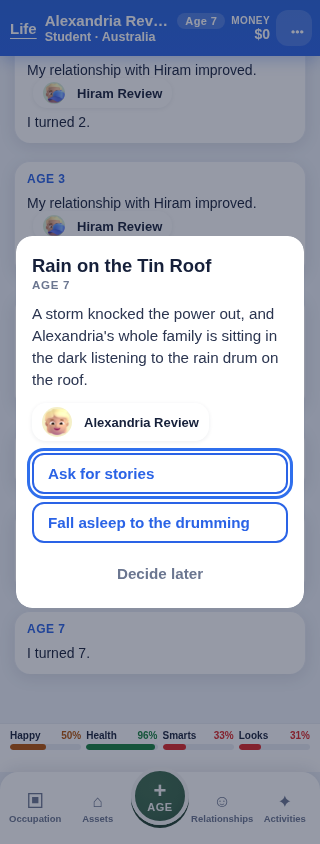 Life
Alexandria Rev...
Age 7
Student · Australia
MONEY
$0
...
My relationship with Hiram improved.
Hiram Review
I turned 2.
AGE 3
My relationship with Hiram improved.
Hiram Review
Rain on the Tin Roof
AGE 7
A storm knocked the power out, and
Alexandria's whole family is sitting in
the dark listening to the rain drum on
the roof.
Alexandria Review
Ask for stories
Fall asleep to the drumming
Decide later
AGE 7
I turned 7.
Happy 50% Health 96% Smarts 33% Looks 31%
+
AGE
Occupation Assets Relationships Activities